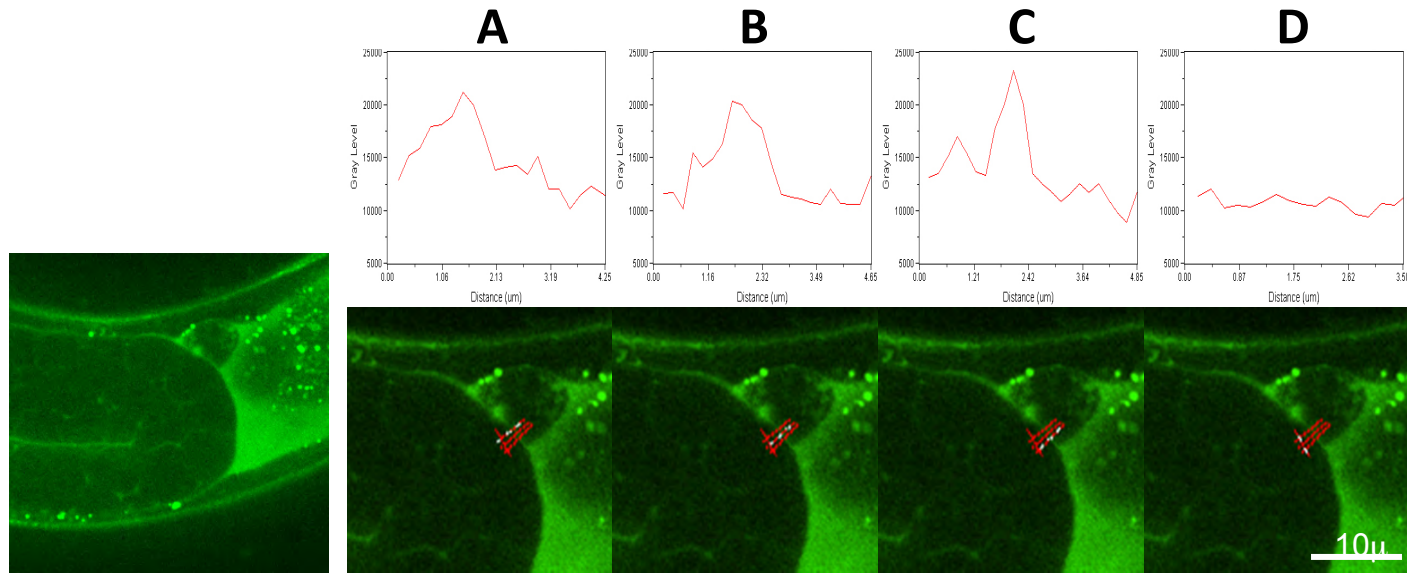 A B C D
25000 25000 25000 25000
20000 20000 20000 20000
Gray Level Gray Level Gray Level Gray Level
15000 15000 15000 15000
10000 10000 10000 10000
5000 5000 5000 5000
0.00 1.06 2.13 3.19 4.25 0.00 1.16 2.32 3.49 4.65 0.00 1.21 2.42 3.64 4.85 0.00 0.87 1.75 2.62
Distance (um) Distance (um) Distance (um) Distance (um)
10μ